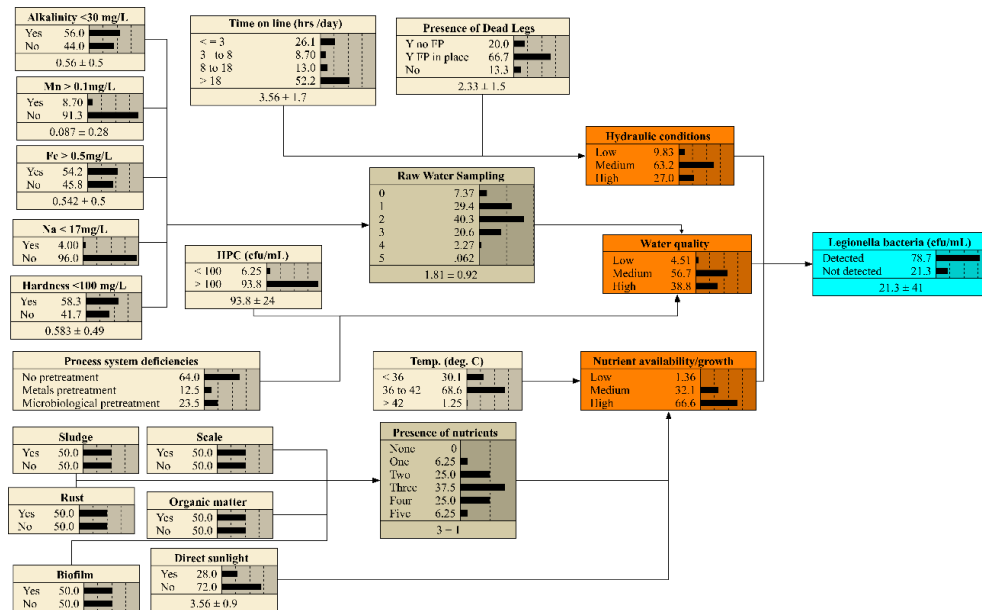 Alkalinity <30 mg/L
Yes 56.0
No 44.0
0.56 ± 0.5
Time on line (hrs /day)
< = 3 26.1
3 to 8 8.70
8 to 18 13.0
> 18 52.2
3.56 ± 1.7
Presence of Dead Legs
Y no FP 20.0
Y FP in place 66.7
No 13.3
2.33 ± 1.5
Mn > 0.1mg/L
Yes 8.70
No 91.3
0.087 ± 0.28
Fe > 0.5mg/L
Yes 54.2
No 45.8
0.542 ± 0.5
Hydraulic conditions
Low 9.83
Medium 63.2
High 27.0
Raw Water Sampling
0 7.37
1 29.4
2 40.3
3 20.6
4 2.27
5 .062
1.81 ± 0.92
Na < 17mg/L
Yes 4.00
No 96.0
HPC (cfu/mL)
< 100 6.25
> 100 93.8
93.8 ± 24
Water quality
Low 4.51
Medium 56.7
High 38.8
Legionella bacteria (cfu/mL)
Detected 78.7
Not detected 21.3
21.3 ± 41
Hardness <100 mg/L
Yes 58.3
No 41.7
0.583 ± 0.49
Process system deficiencies
No pretreatment 64.0
Metals pretreatment 12.5
Microbiological pretreatment 23.5
Temp. (deg. C)
< 36 30.1
36 to 42 68.6
> 42 1.25
Nutrient availability/growth
Low 1.36
Medium 32.1
High 66.6
Sludge
Yes 50.0
No 50.0
Scale
Yes 50.0
No 50.0
Presence of nutrients
None 0
One 6.25
Two 25.0
Three 37.5
Four 25.0
Five 6.25
3 ± 1
Rust
Yes 50.0
No 50.0
Organic matter
Yes 50.0
No 50.0
Biofilm
Yes 50.0
No 50.0
Direct sunlight
Yes 28.0
No 72.0
3.56 ± 0.9